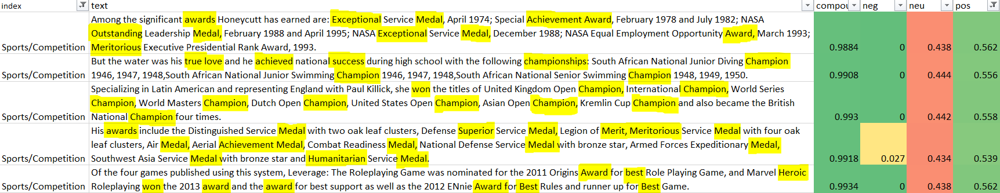 index text compou neg neu pos
Among the significant awards Honeycutt has earned are: Exceptional Service Medal, April 1974; Special Achievement Award, February 1978 and July 1982; NASA
Outstanding Leadership Medal, February 1988 and April 1995; NASA Exceptional Service Medal, December 1988; NASA Equal Employment Opportunity Award, March 1993;
Sports/Competition Meritorious Executive Presidential Rank Award, 1993. 0.9884 0 0.438 0.562
But the water was his true love and he achieved national success during high school with the following championships: South African National Junior Diving Champion
Sports/Competition 1946, 1947, 1948,South African National Junior Swimming Champion 1946, 1947, 1948,South African National Senior Swimming Champion 1948, 1949, 1950. 0.9908 0 0.444 0.556
Specializing in Latin American and representing England with Paul Killick, she won the titles of United Kingdom Open Champion, International Champion, World Series
Champion, World Masters Champion, Dutch Open Champion, United States Open Champion, Asian Open Champion, Kremlin Cup Champion and also became the British
Sports/Competition National Champion four times. 0.993 0 0.442 0.558
His awards include the Distinguished Service Medal with two oak leaf clusters, Defense Superior Service Medal, Legion of Merit, Meritorious Service Medal with four oak
leaf clusters, Air Medal, Aerial Achievement Medal, Combat Readiness Medal, National Defense Service Medal with bronze star, Armed Forces Expeditionary Medal,
Sports/Competition Southwest Asia Service Medal with bronze star and Humanitarian Service Medal. 0.9918 0.027 0.434 0.539
Of the four games published using this system, Leverage: The Roleplaying Game was nominated for the 2011 Origins Award for best Role Playing Game, and Marvel Heroic
Sports/Competition Roleplaying won the 2013 award and the award for best support as well as the 2012 ENnie Award for Best Rules and runner up for Best Game. 0.9934 0 0.438 0.562